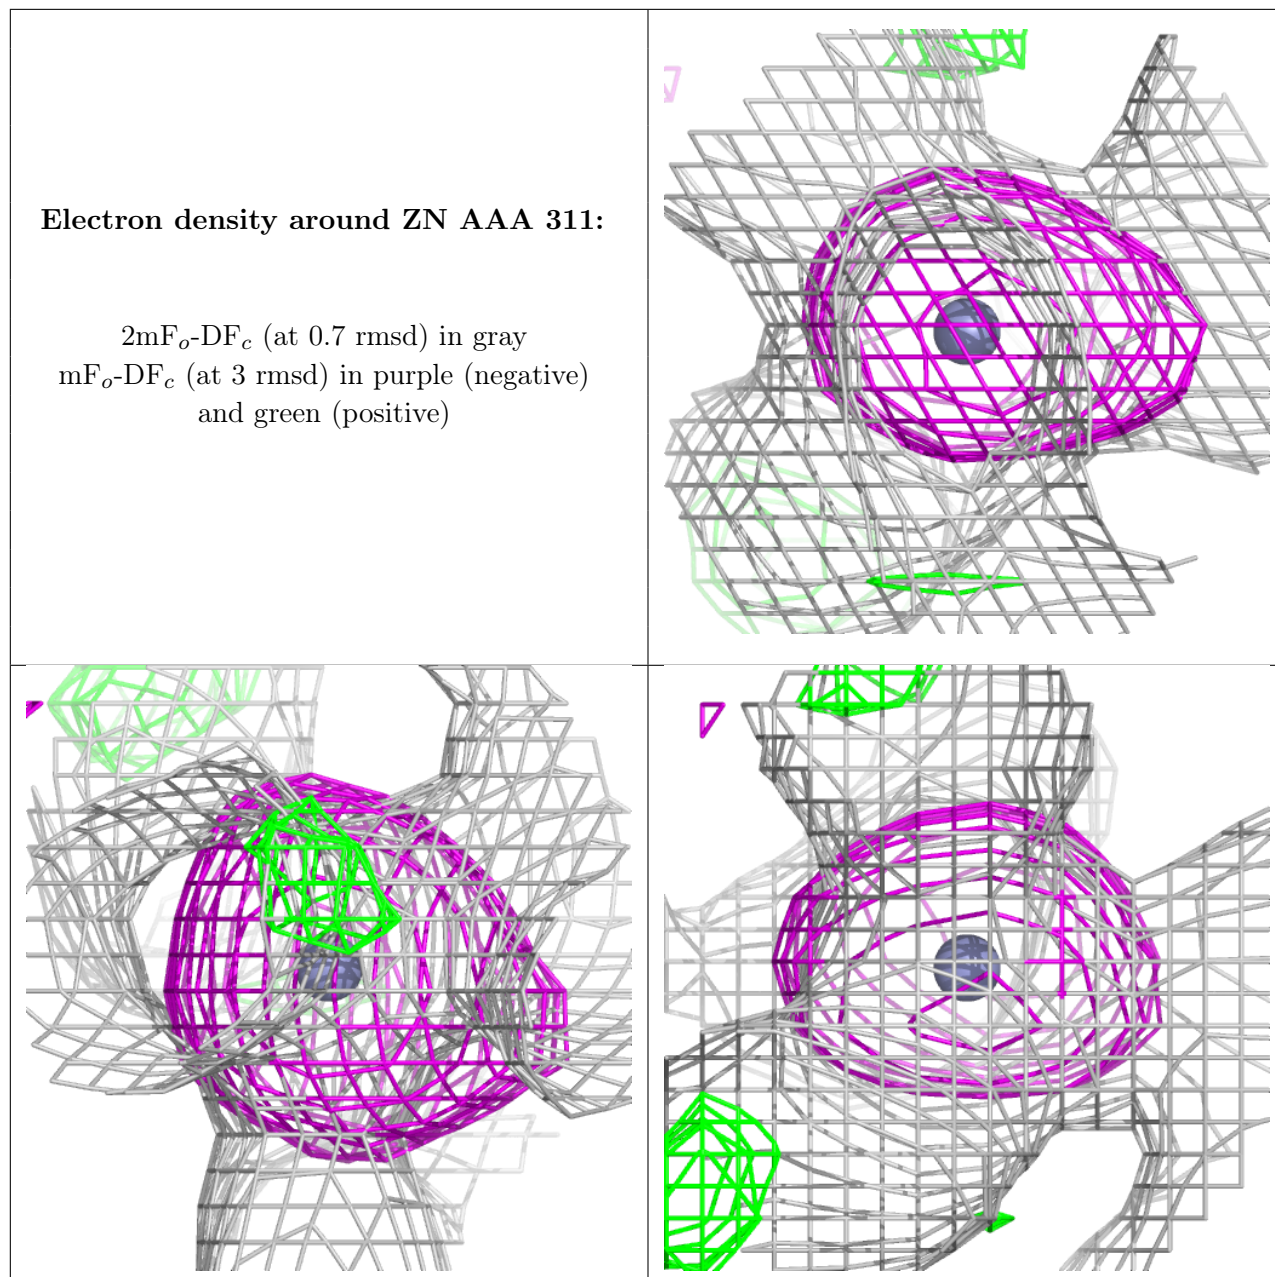 Electron density around ZN AAA 311:
2mFo-DFc (at 0.7 rmsd) in gray
mFo-DFc (at 3 rmsd) in purple (negative)
and green (positive)